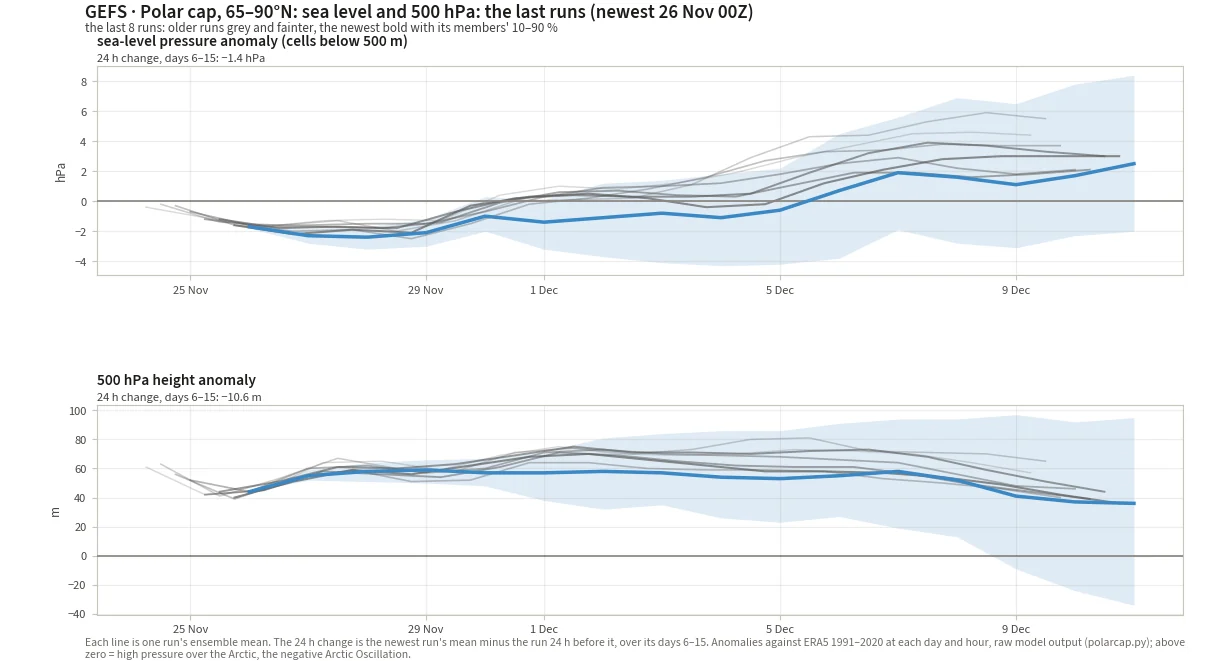 GEFS · Polar cap, 65–90°N: sea level and 500 hPa: the last runs (newest 26 Nov 00Z)
the last 8 runs: older runs grey and fainter, the newest bold with its members' 10–90 %
sea-level pressure anomaly (cells below 500 m)
24 h change, days 6–15: −1.4 hPa
8
6
4
2
0
−2
−4
hPa
25 Nov
29 Nov
1 Dec
5 Dec
9 Dec
500 hPa height anomaly
24 h change, days 6–15: −10.6 m
100
80
60
40
20
0
−20
−40
m
25 Nov
29 Nov
1 Dec
5 Dec
9 Dec
Each line is one run's ensemble mean. The 24 h change is the newest run's mean minus the run 24 h before it, over its days 6–15. Anomalies against ERA5 1991–2020 at each day and hour, raw model output (polarcap.py); above
zero = high pressure over the Arctic, the negative Arctic Oscillation.